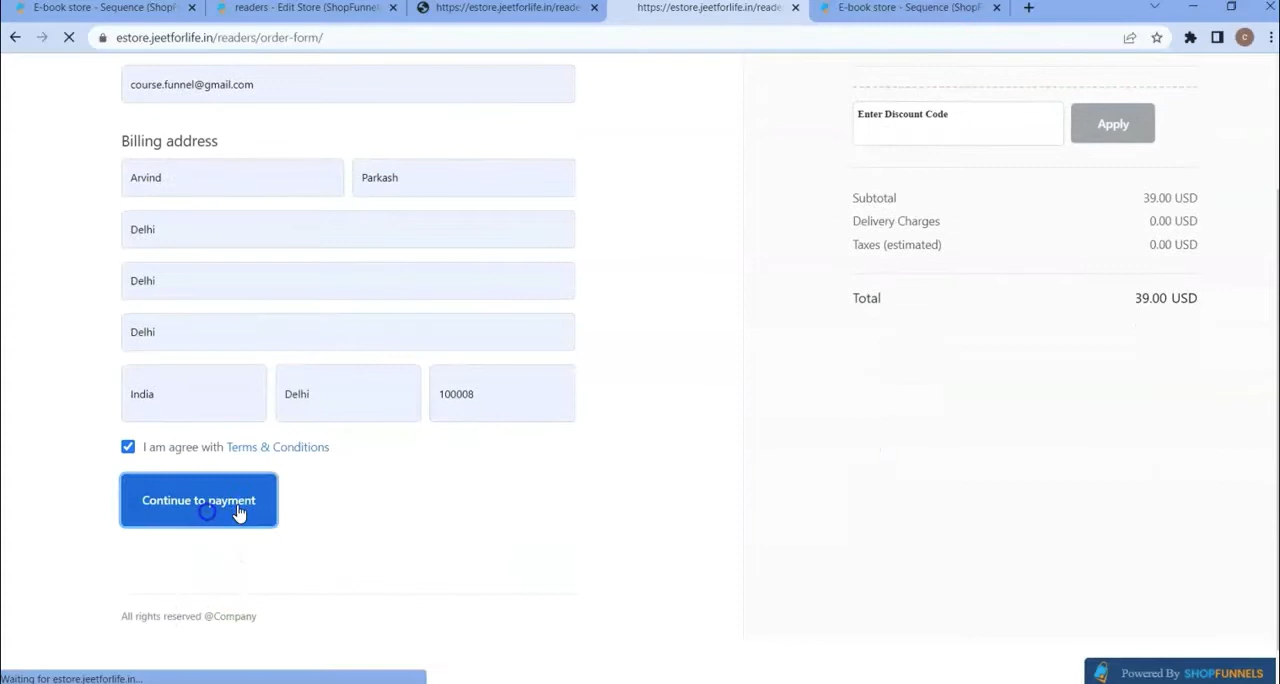 E-book store - Sequence (ShopF
readers - Edit Store (ShopFunnel
https://estore.jeetforlife.in/reade
https://estore.jeetforlife.in/reade
E-book store - Sequence (ShopF
estore.jeetforlife.in/readers/order-form/
C
course.funnel@gmail.com
Enter Discount Code
Apply
Billing address
Arvind
Parkash
Delhi
Delhi
Delhi
India
Delhi
100008
Subtotal
39.00 USD
Delivery Charges
0.00 USD
Taxes (estimated)
0.00 USD
Total
39.00 USD
I am agree with Terms & Conditions
Continue to payment
All rights reserved @Company
Waiting for estore.jeetforlife.in...
Powered By SHOPFUNNELS